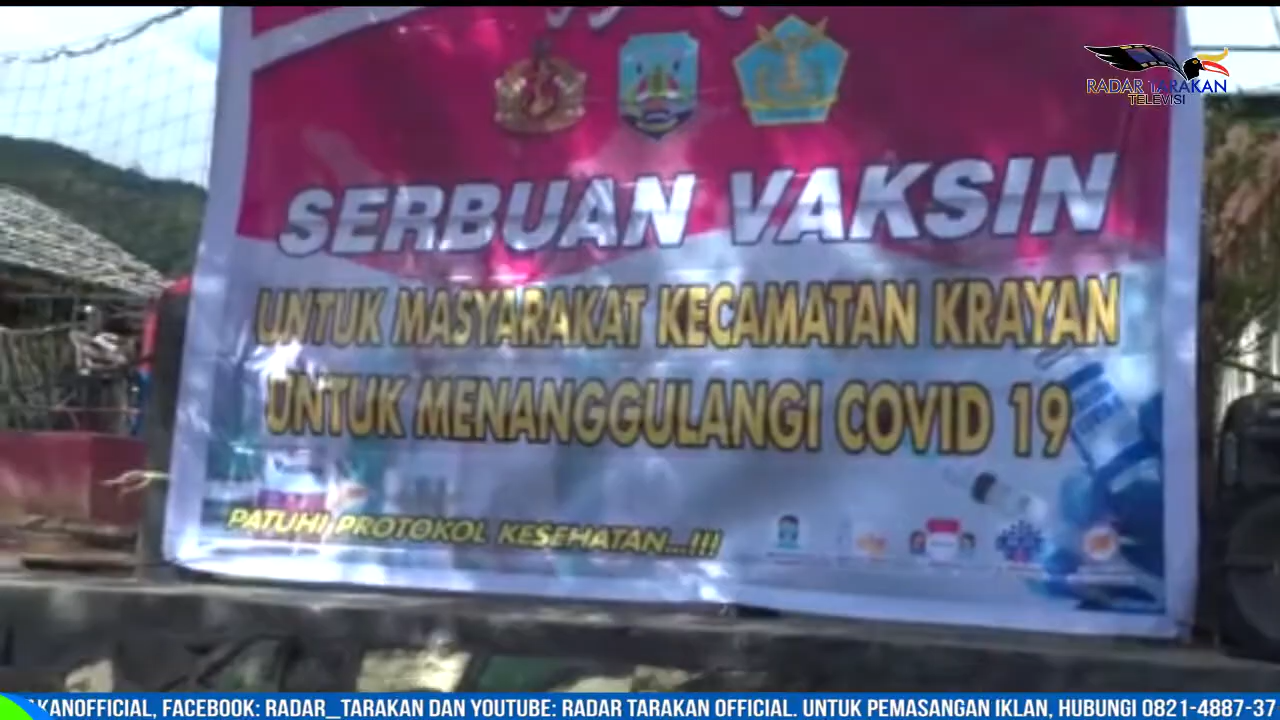 RADAR TARAKAN
TELEVISI
SERBUAN VAKSIN
UNTUK MASYARAKAT KECAMATAN KRAYAN
UNTUK MENANGGULANGI COVID 19
PATUHI PROTOKOL KESEHATAN...!!!
AKANOFFICIAL, FACEBOOK: RADAR_TARAKAN DAN YOUTUBE: RADAR TARAKAN OFFICIAL. UNTUK PEMASANGAN IKLAN, HUBUNGI 0821-4887-37